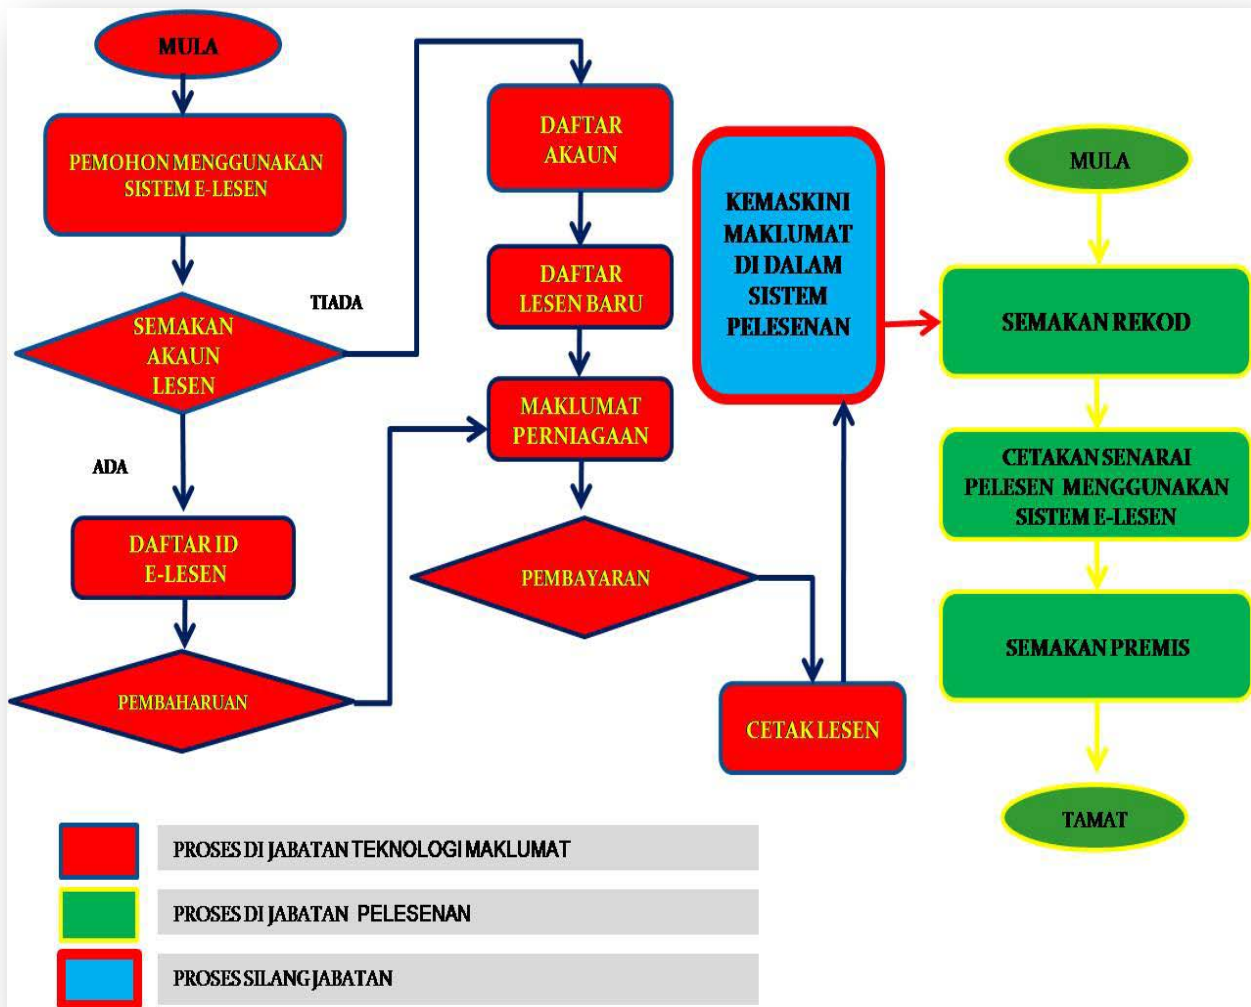 MULA
PEMOHON MENGGUNAKAN
SISTEM E-LESEN
SEMAKAN
AKAUN
LESEN
TIADA
ADA
DAFTAR ID
E-LESEN
PEMBAHARUAN
DAFTAR
AKAUN
DAFTAR
LESEN BARU
MAKLUMAT
PERNIAGAAN
PEMBAYARAN
CETAK LESEN
KEMASKINI
MAKLUMAT
DI DALAM
SISTEM
PELESENAN
MULA
SEMAKAN REKOD
CETAKAN SENARAI
PELESEN MENGGUNAKAN
SISTEM E-LESEN
SEMAKAN PREMIS
TAMAT
PROSES DI JABATAN TEKNOLOGI MAKLUMAT
PROSES DI JABATAN PELESENAN
PROSES SILANG JABATAN